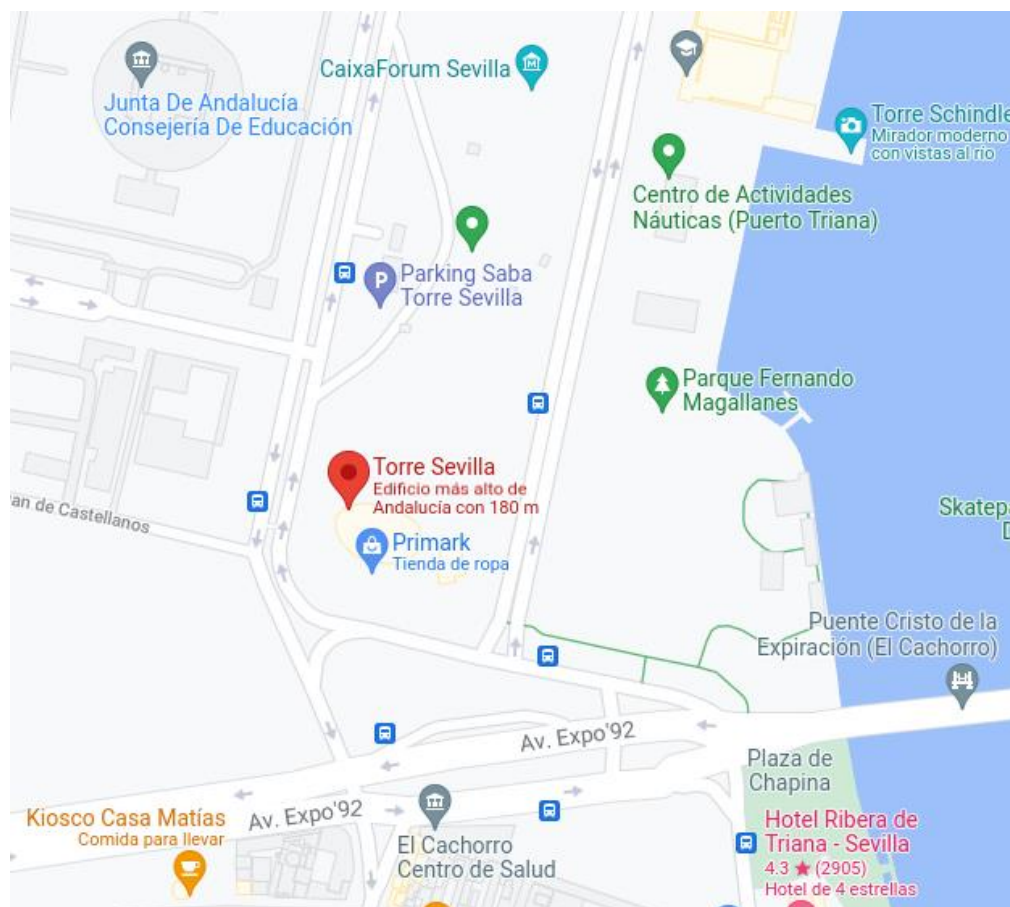 CaixaForum Sevilla
Junta De Andalucía
Consejería De Educación
Torre Schindle
Mirador moderno
con vistas al río
Centro de Actividades
Náuticas (Puerto Triana)
P
Parking Saba
Torre Sevilla
Parque Fernando
Magallanes
Torre Sevilla
Edificio más alto de
Andalucía con 180 m
an de Castellanos
Skatepa
D
Primark
Tienda de ropa
Puente Cristo de la
Expiración (El Cachorro)
Av. Expo'92
Plaza de
Chapina
Av. Expo'92
Kiosco Casa Matías
Comida para llevar
El Cachorro
Centro de Salud
Hotel Ribera de
Triana - Sevilla
4.3 ★ (2905)
Hotel de 4 estrellas